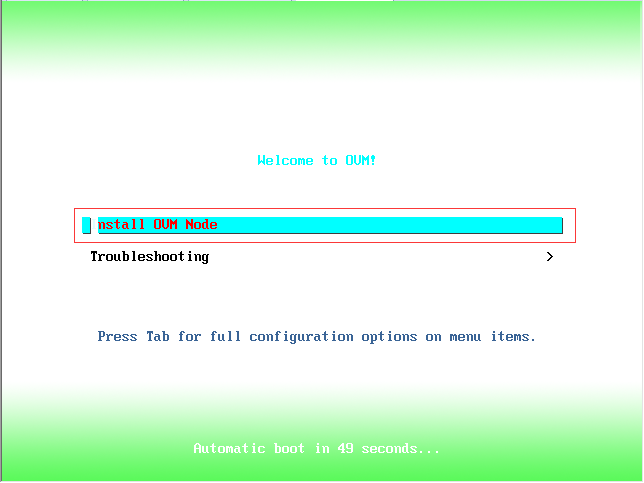 Welcome to OVM!
Install OVM Node
Troubleshooting >
Press Tab for full configuration options on menu items.
Automatic boot in 49 seconds...